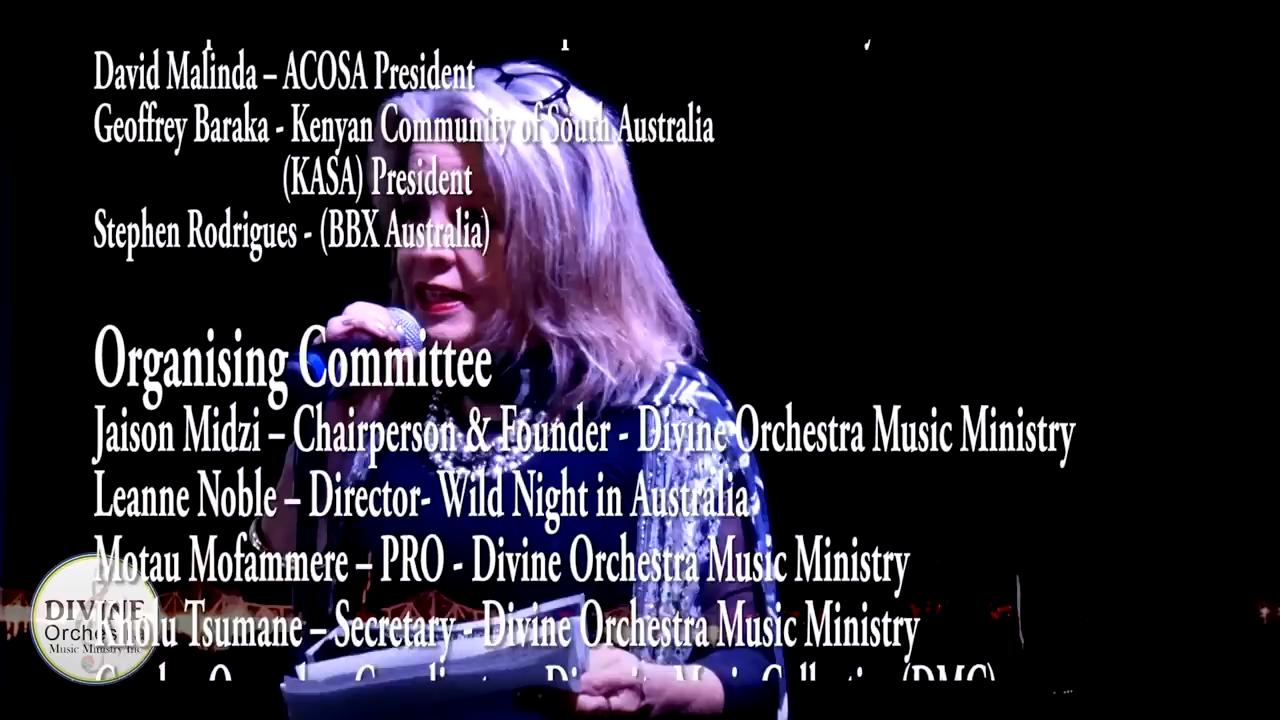 David Malinda – ACOSA President
Geoffrey Baraka - Kenyan Community of South Australia
(KASA) President
Stephen Rodrigues - (BBX Australia)
Organising Committee
Jaison Midzi – Chairperson & Founder - Divine Orchestra Music Ministry
Leanne Noble – Director- Wild Night in Australia
Motau Mofammere – PRO - Divine Orchestra Music Ministry
Kholu Tsumane – Secretary - Divine Orchestra Music Ministry
DIVINE
Orchestra
Music Ministry Inc